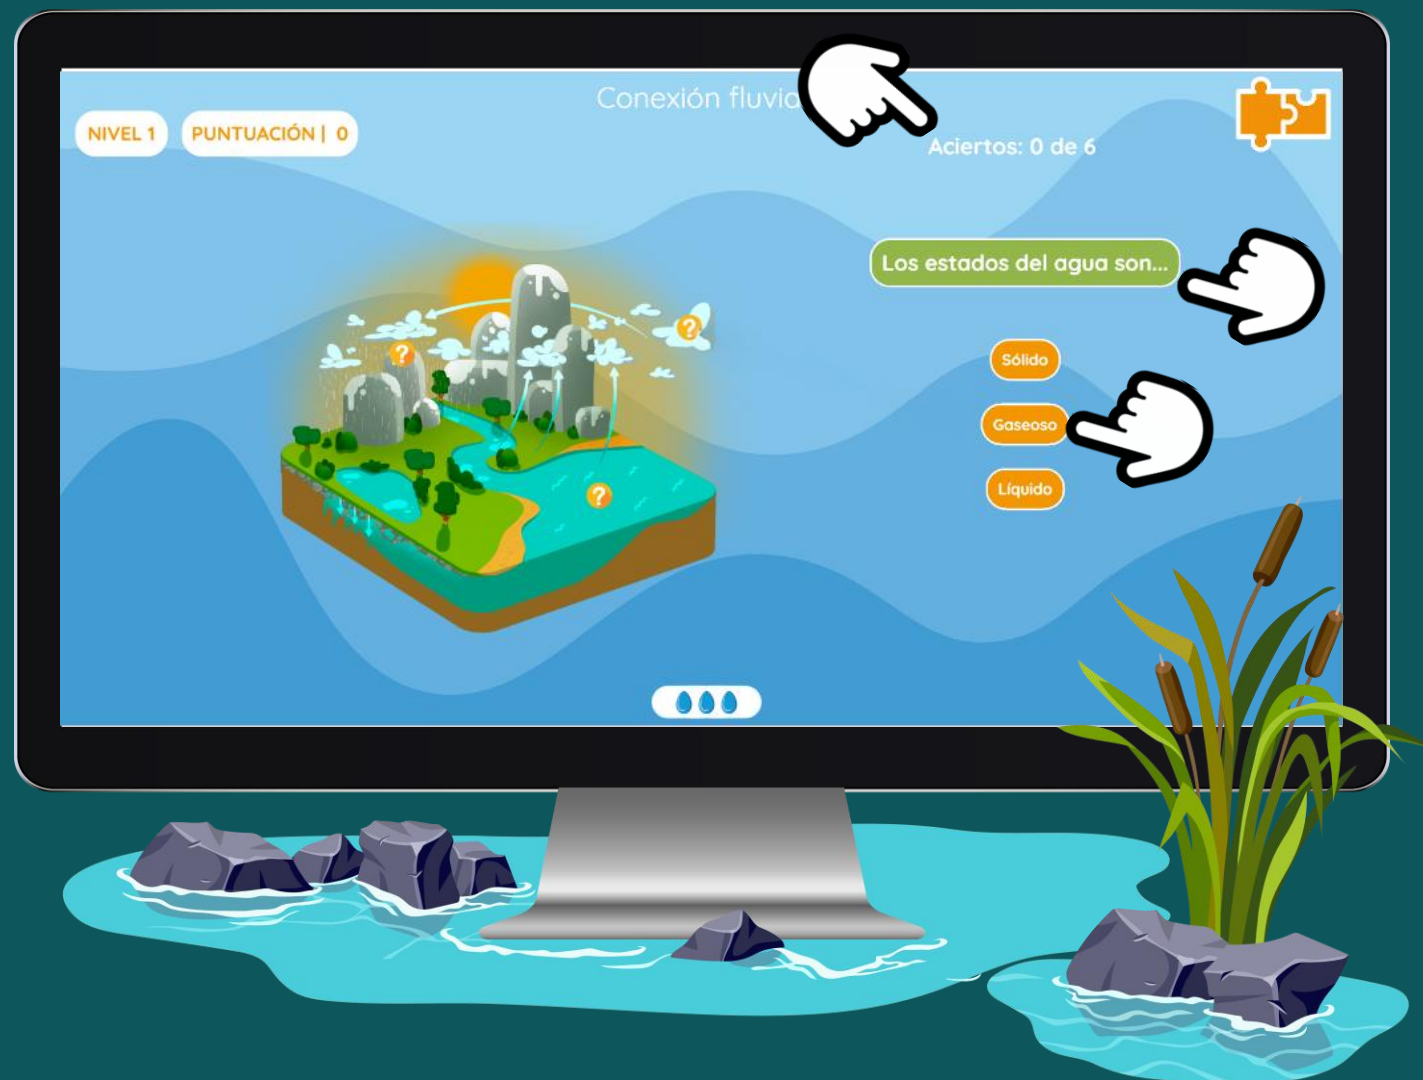 Conexión fluvia
NIVEL 1
PUNTUACIÓN | 0
Aciertos: 0 de 6
Los estados del agua son...
?
?
Sólido
Gaseoso
Líquido
?